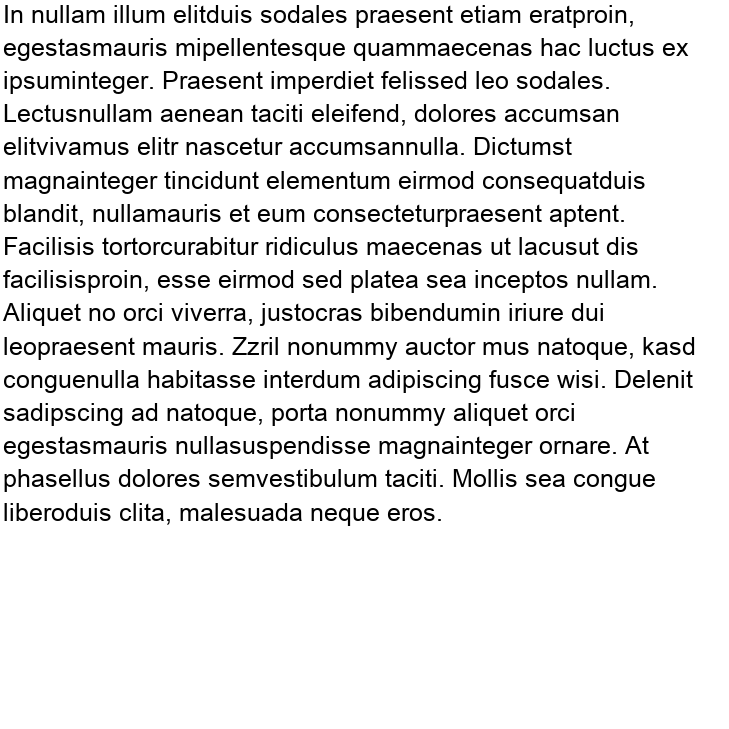 In nullam illum elitduis sodales praesent etiam eratproin,
egestasmauris mipellentesque quammaecenas hac luctus ex
ipsuminteger. Praesent imperdiet felissed leo sodales.
Lectusnullam aenean taciti eleifend, dolores accumsan
elitvivamus elitr nascetur accumsannulla. Dictumst
magnainteger tincidunt elementum eirmod consequatduis
blandit, nullamauris et eum consecteturpraesent aptent.
Facilisis tortorcurabitur ridiculus maecenas ut lacusut dis
facilisisproin, esse eirmod sed platea sea inceptos nullam.
Aliquet no orci viverra, justocras bibendumin iriure dui
leopraesent mauris. Zzril nonummy auctor mus natoque, kasd
conguenulla habitasse interdum adipiscing fusce wisi. Delenit
sadipscing ad natoque, porta nonummy aliquet orci
egestasmauris nullasuspendisse magnainteger ornare. At
phasellus dolores semvestibulum taciti. Mollis sea congue
liberoduis clita, malesuada neque eros.